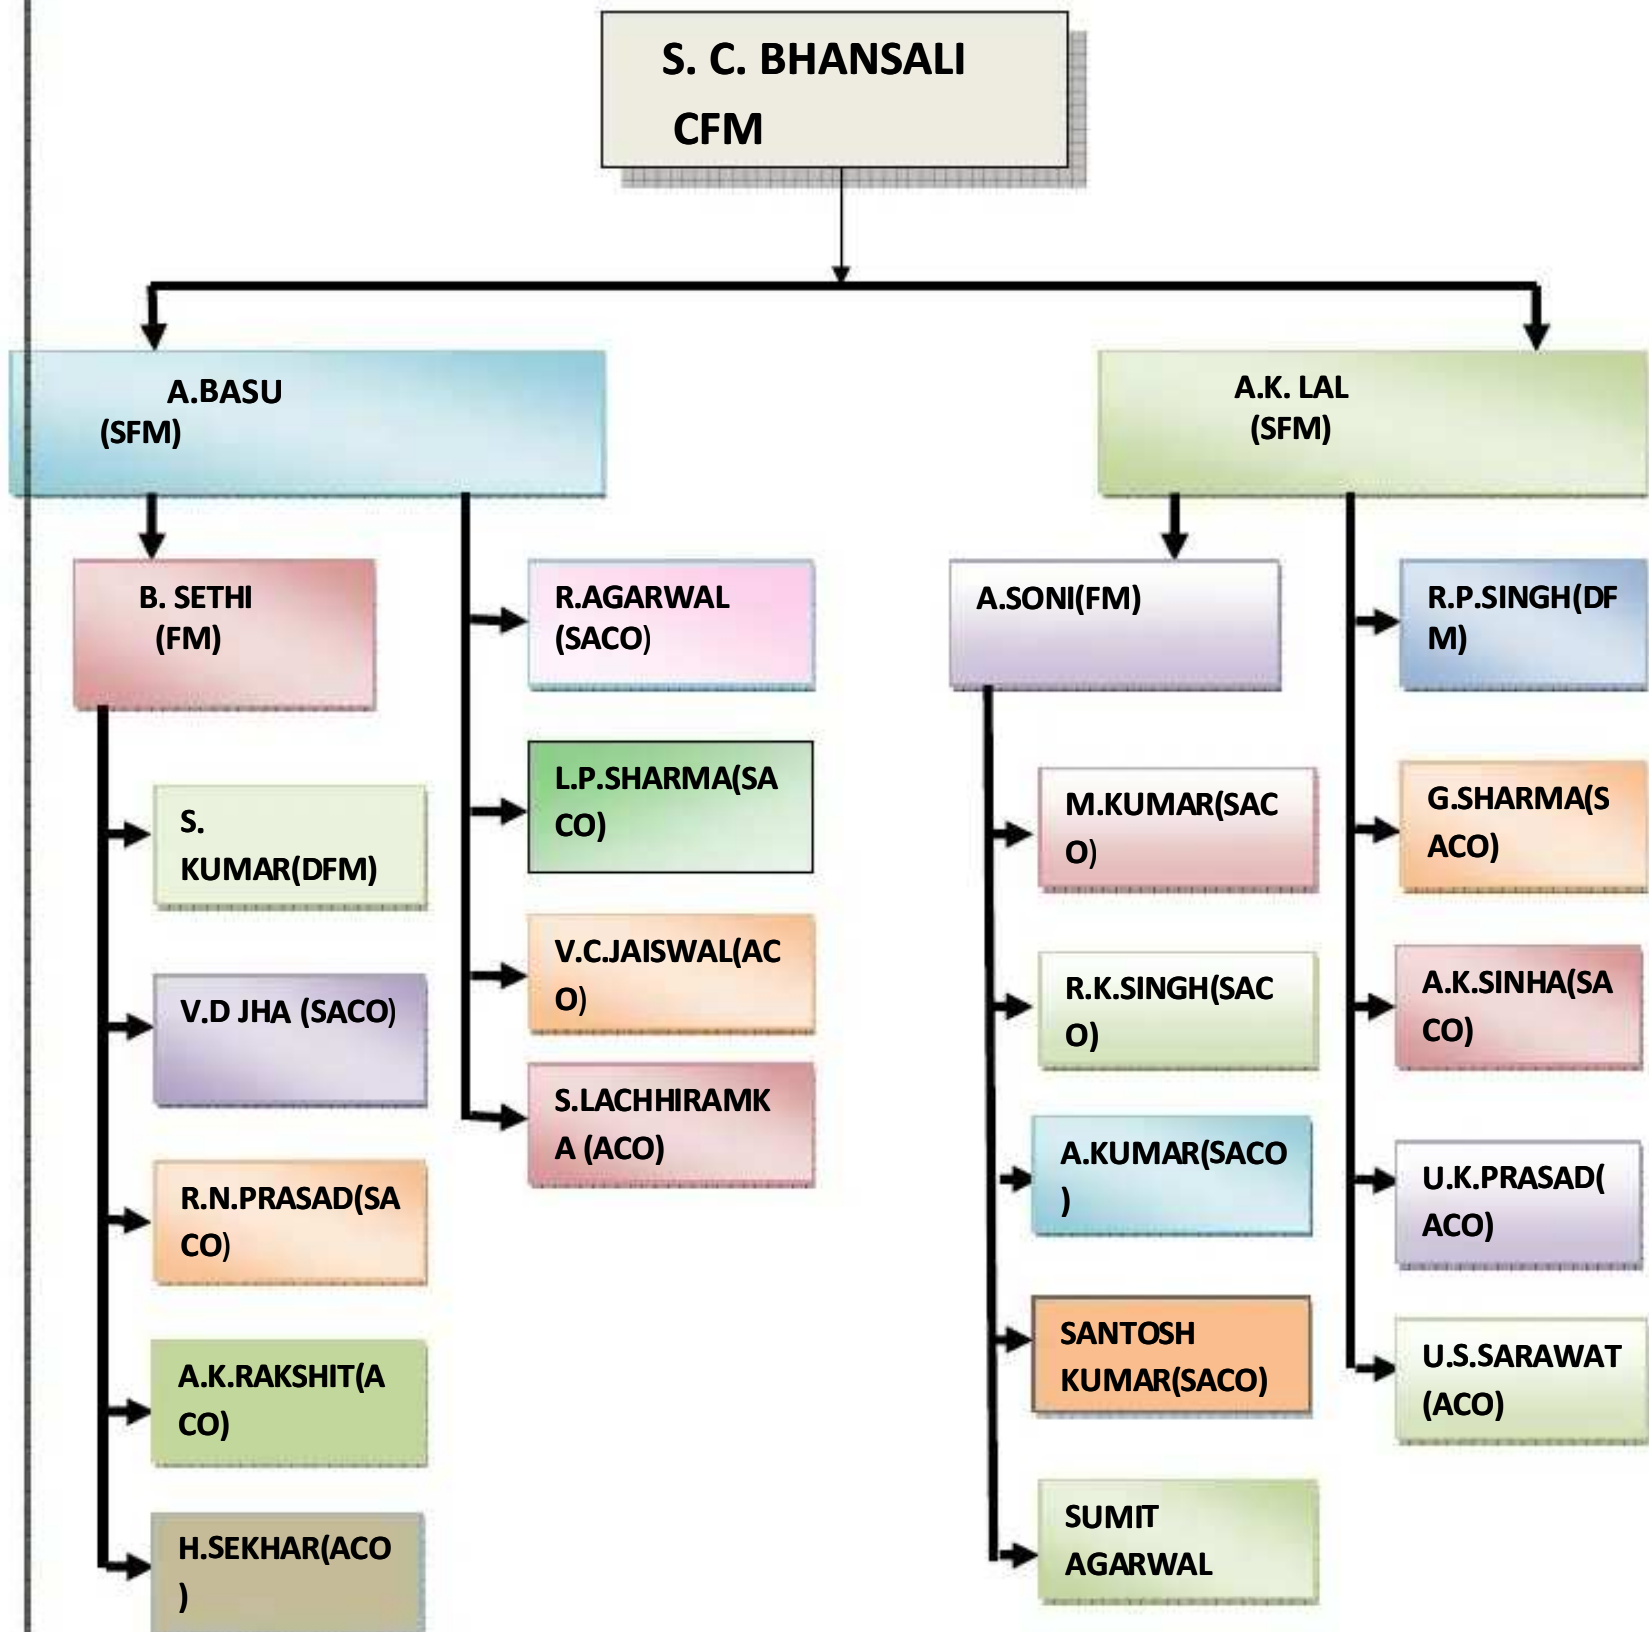 S. C. BHANSALI
CFM
A.BASU
(SFM)
A.K. LAL
(SFM)
B. SETHI
(FM)
R.AGARWAL
(SACO)
A.SONI(FM)
R.P.SINGH(DF
M)
S.
KUMAR(DFM)
L.P.SHARMA(SA
CO)
M.KUMAR(SAC
O)
G.SHARMA(S
ACO)
V.D JHA (SACO)
V.C.JAISWAL(AC
O)
R.K.SINGH(SAC
O)
A.K.SINHA(SA
CO)
R.N.PRASAD(SA
CO)
S.LACHHIRAMK
A (ACO)
A.KUMAR(SACO
)
U.K.PRASAD(
ACO)
A.K.RAKSHIT(A
CO)
SANTOSH
KUMAR(SACO)
U.S.SARAWAT
(ACO)
H.SEKHAR(ACO
)
SUMIT
AGARWAL